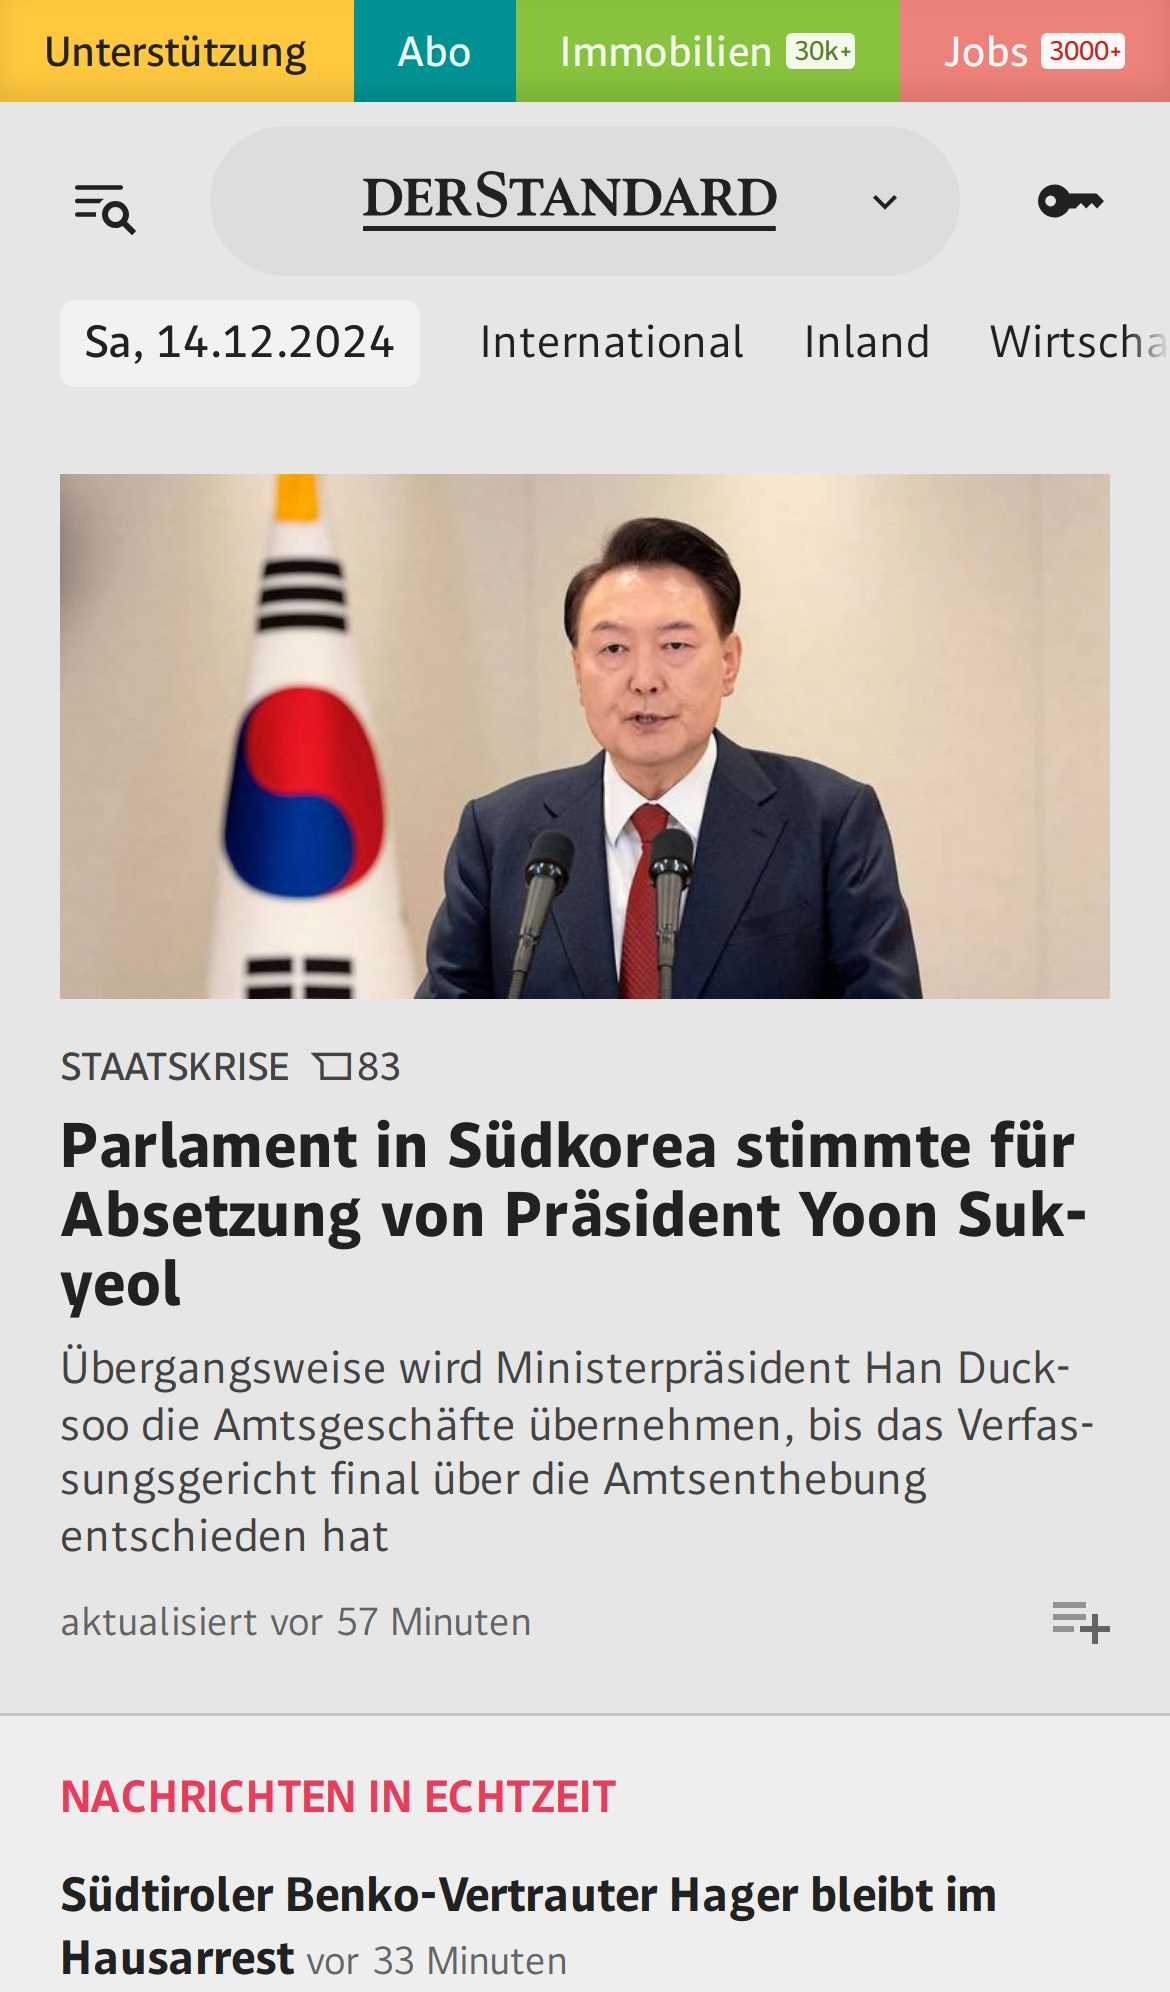 Unterstützung
Abo
Immobilien 30k+
Jobs 3000+
DERSTANDARD
Sa, 14.12.2024
International
Inland
Wirtscha
STAATSKRISE 83
Parlament in Südkorea stimmte für
Absetzung von Präsident Yoon Suk-
yeol
Übergangsweise wird Ministerpräsident Han Duck-
soo die Amtsgeschäfte übernehmen, bis das Verfas-
sungsgericht final über die Amtsenthebung
entschieden hat
aktualisiert vor 57 Minuten
NACHRICHTEN IN ECHTZEIT
Südtiroler Benko-Vertrauter Hager bleibt im
Hausarrest vor 33 Minuten